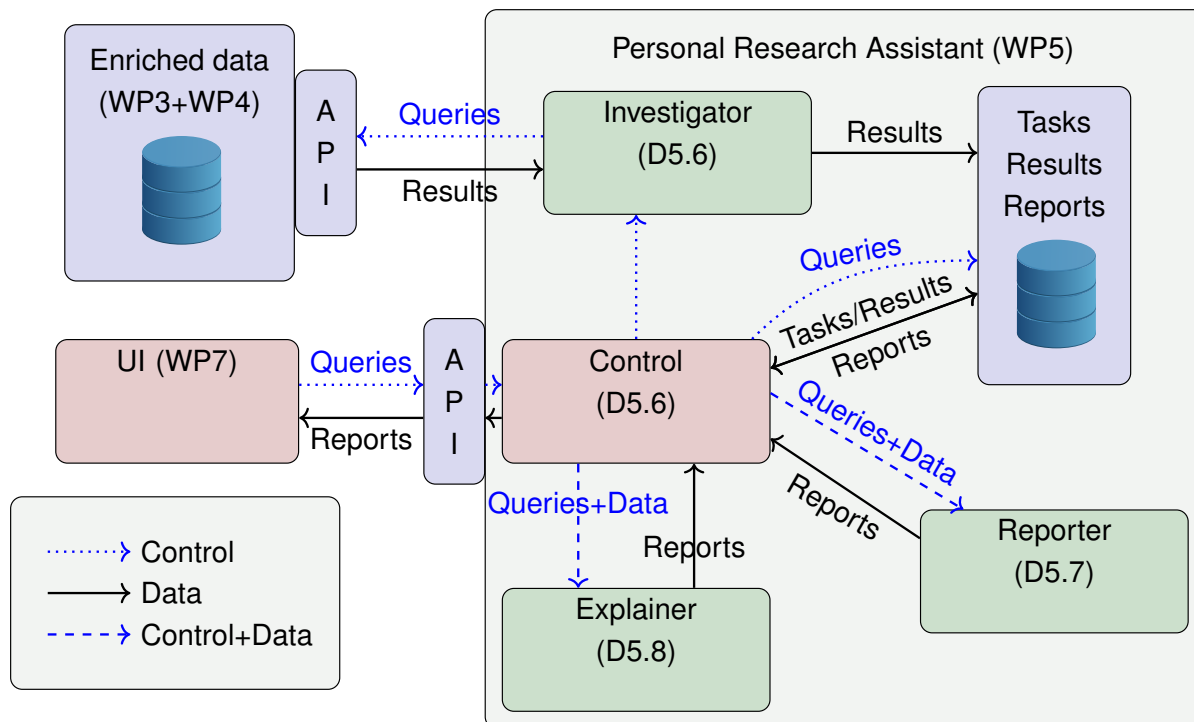 Personal Research Assistant (WP5)
Enriched data
(WP3+WP4)
A
P
I
Queries
Results
Investigator
(D5.6)
Results
Tasks
Results
Reports
Queries
Tasks/Results
Reports
UI (WP7)
Queries
Reports
A
P
I
Control
(D5.6)
Queries+Data
Reports
Queries+Data
Reports
Reporter
(D5.7)
Explainer
(D5.8)
Control
Data
Control+Data